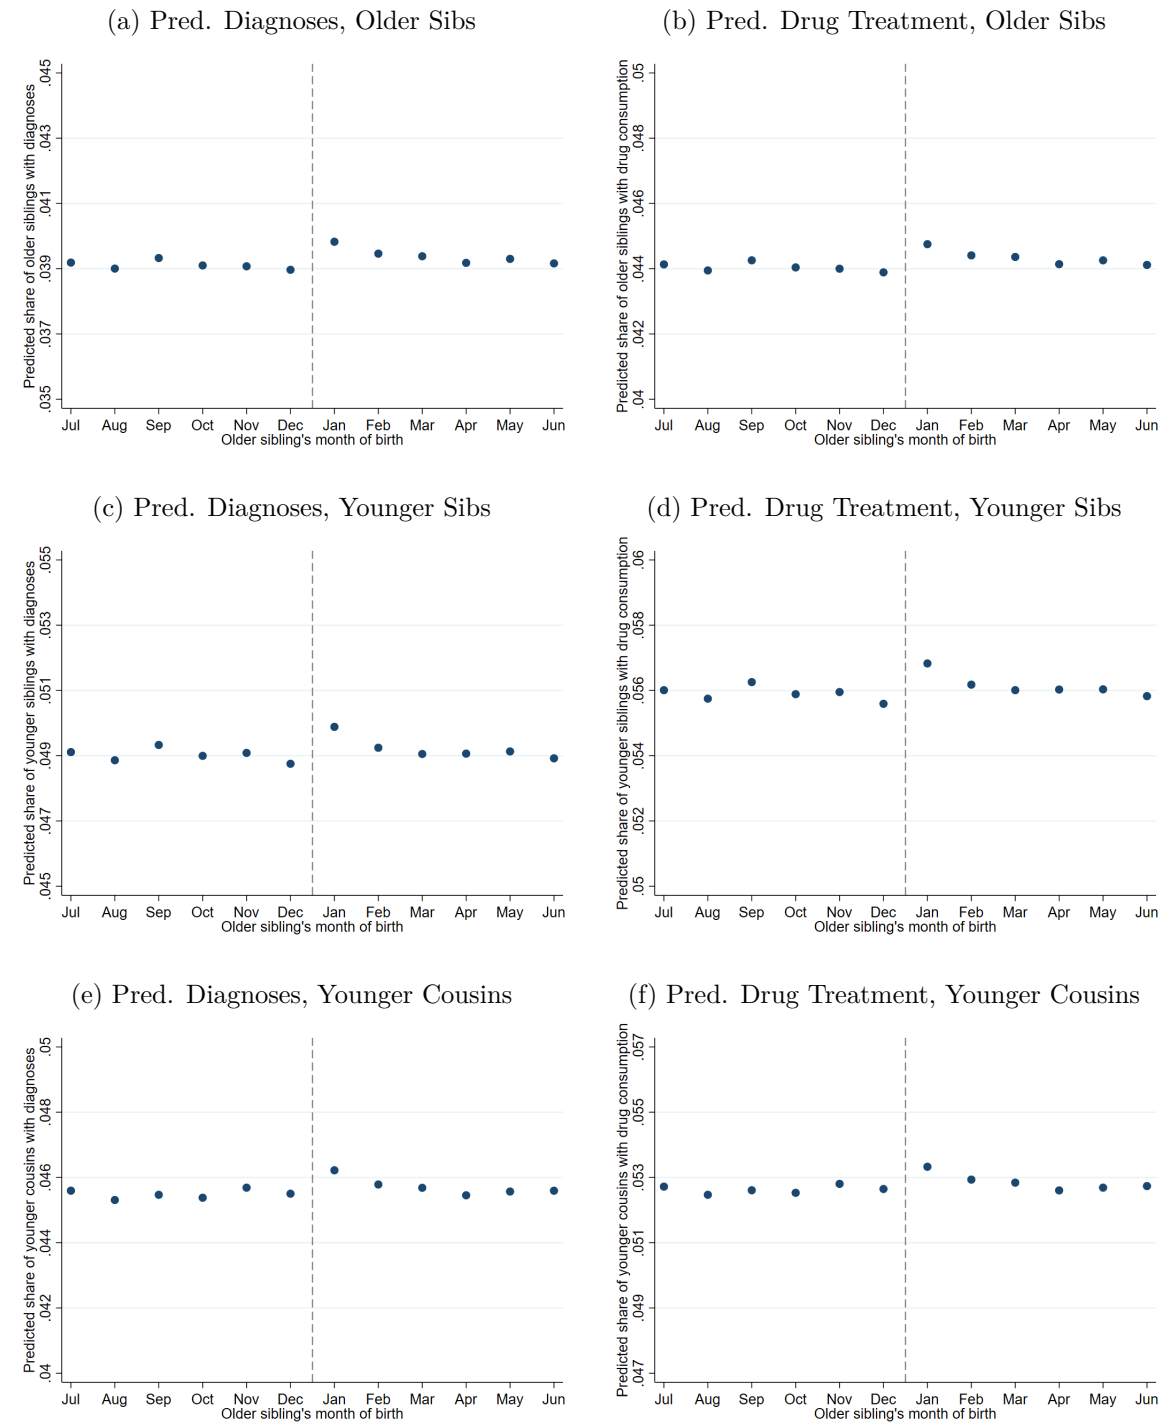 (a) Pred. Diagnoses, Older Sibs
Predicted share of older siblings with diagnoses
.045
.043
.041
.039
.037
.035
Jul Aug Sep Oct Nov Dec Jan Feb Mar Apr May Jun
Older sibling's month of birth
(b) Pred. Drug Treatment, Older Sibs
Predicted share of older siblings with drug consumption
.05
.048
.046
.044
.042
.04
Jul Aug Sep Oct Nov Dec Jan Feb Mar Apr May Jun
Older sibling's month of birth
(c) Pred. Diagnoses, Younger Sibs
Predicted share of younger siblings with diagnoses
.055
.053
.051
.049
.047
.045
Jul Aug Sep Oct Nov Dec Jan Feb Mar Apr May Jun
Older sibling's month of birth
(d) Pred. Drug Treatment, Younger Sibs
Predicted share of younger siblings with drug consumption
.06
.058
.056
.054
.052
.05
Jul Aug Sep Oct Nov Dec Jan Feb Mar Apr May Jun
Older sibling's month of birth
(e) Pred. Diagnoses, Younger Cousins
Predicted share of younger cousins with diagnoses
.05
.048
.046
.044
.042
.04
Jul Aug Sep Oct Nov Dec Jan Feb Mar Apr May Jun
Older sibling's month of birth
(f) Pred. Drug Treatment, Younger Cousins
Predicted share of younger cousins with drug consumption
.057
.055
.053
.051
.049
.047
Jul Aug Sep Oct Nov Dec Jan Feb Mar Apr May Jun
Older sibling's month of birth